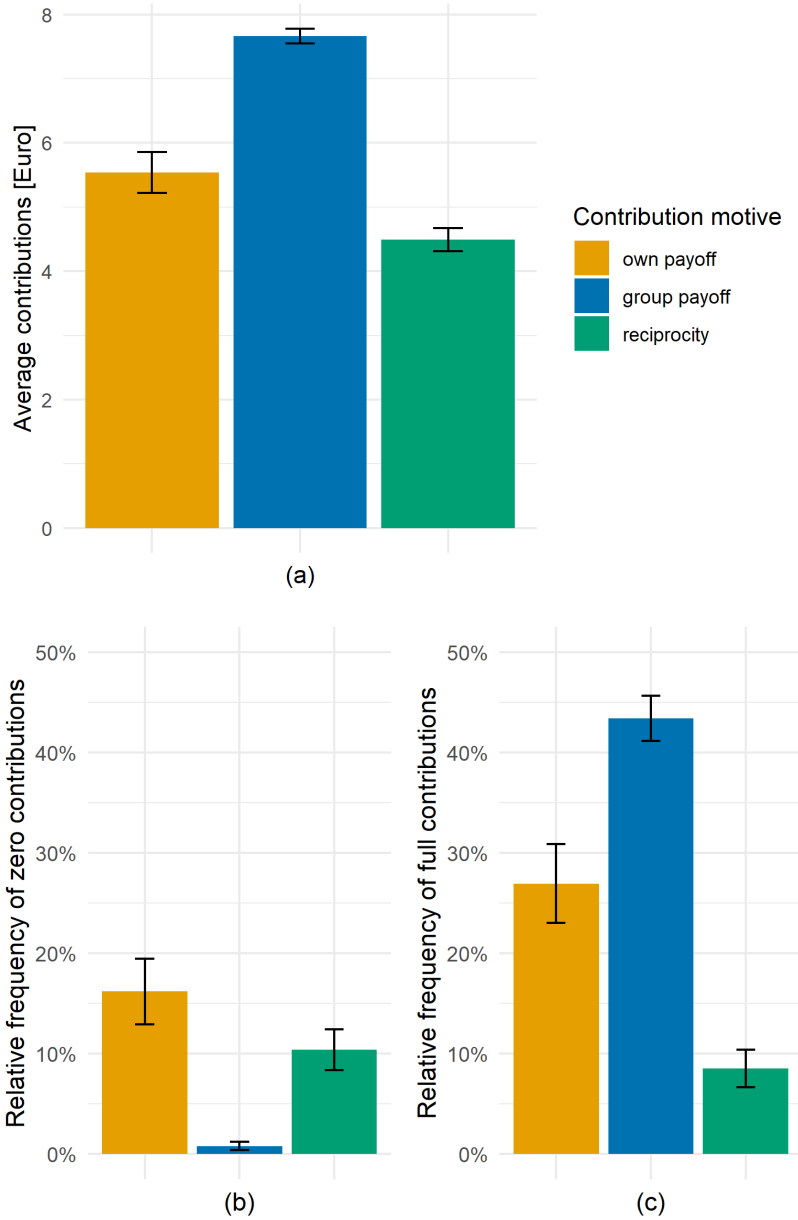 Average contributions [Euro]
8
6
4
2
0
(a)
Contribution motive
own payoff
group payoff
reciprocity
Relative frequency of zero contributions
50%
40%
30%
20%
10%
0%
(b)
Relative frequency of full contributions
50%
40%
30%
20%
10%
0%
(c)